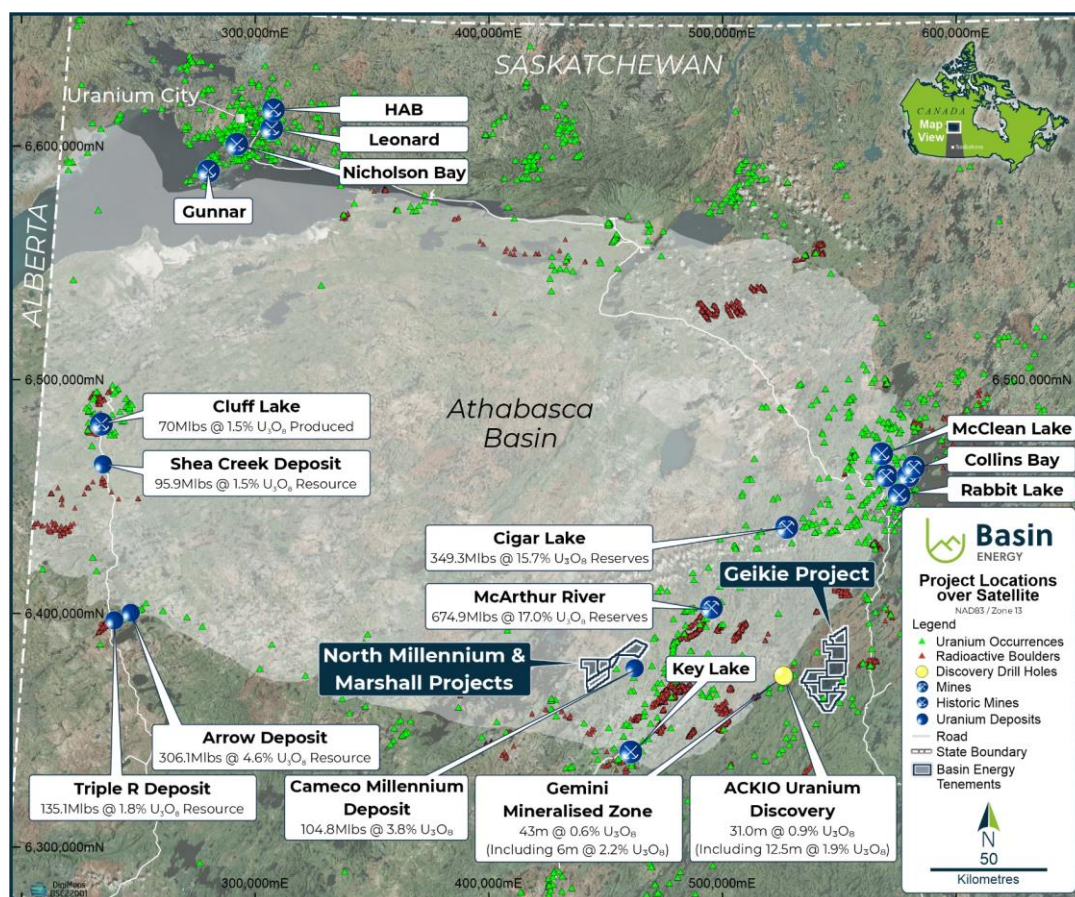 300,000mE
400,000mE
500,000mE
600,000mE
SASKATCHEWAN
CANADA
Map
View
Saskatchewan
Uranium City
HAB
Leonard
Nicholson Bay
Gunnar
6,600,000mN
ALBERTA
6,500,000mN
6,500,000mN
Athabasca
Basin
Cluff Lake
70Mlbs @ 1.5% U₃O₈ Produced
Shea Creek Deposit
95.9Mlbs @ 1.5% U₃O₈ Resource
McClean Lake
Collins Bay
Rabbit Lake
Cigar Lake
349.3Mlbs @ 15.7% U₃O₈ Reserves
McArthur River
674.9Mlbs @ 17.0% U₃O₈ Reserves
Geikie Project
6,400,000mN
North Millennium &
Marshall Projects
Key Lake
Arrow Deposit
306.1Mlbs @ 4.6% U₃O₈ Resource
Triple R Deposit
135.1Mlbs @ 1.8% U₃O₈ Resource
Cameco Millennium
Deposit
104.8Mlbs @ 3.8% U₃O₈
Gemini
Mineralised Zone
43m @ 0.6% U₃O₈
(Including 6m @ 2.2% U₃O₈)
ACKIO Uranium
Discovery
31.0m @ 0.9% U₃O₈
(Including 12.5m @ 1.9% U₃O₈)
6,300,000mN
300,000mE
400,000mE
500,000mE
DigiMaps
Basin
ENERGY
Project Locations
over Satellite
NAD83 / Zone 13
Legend
Uranium Occurrences
Radioactive Boulders
Discovery Drill Holes
Mines
Historic Mines
Uranium Deposits
Road
State Boundary
Basin Energy
Tenements
N
50
Kilometres